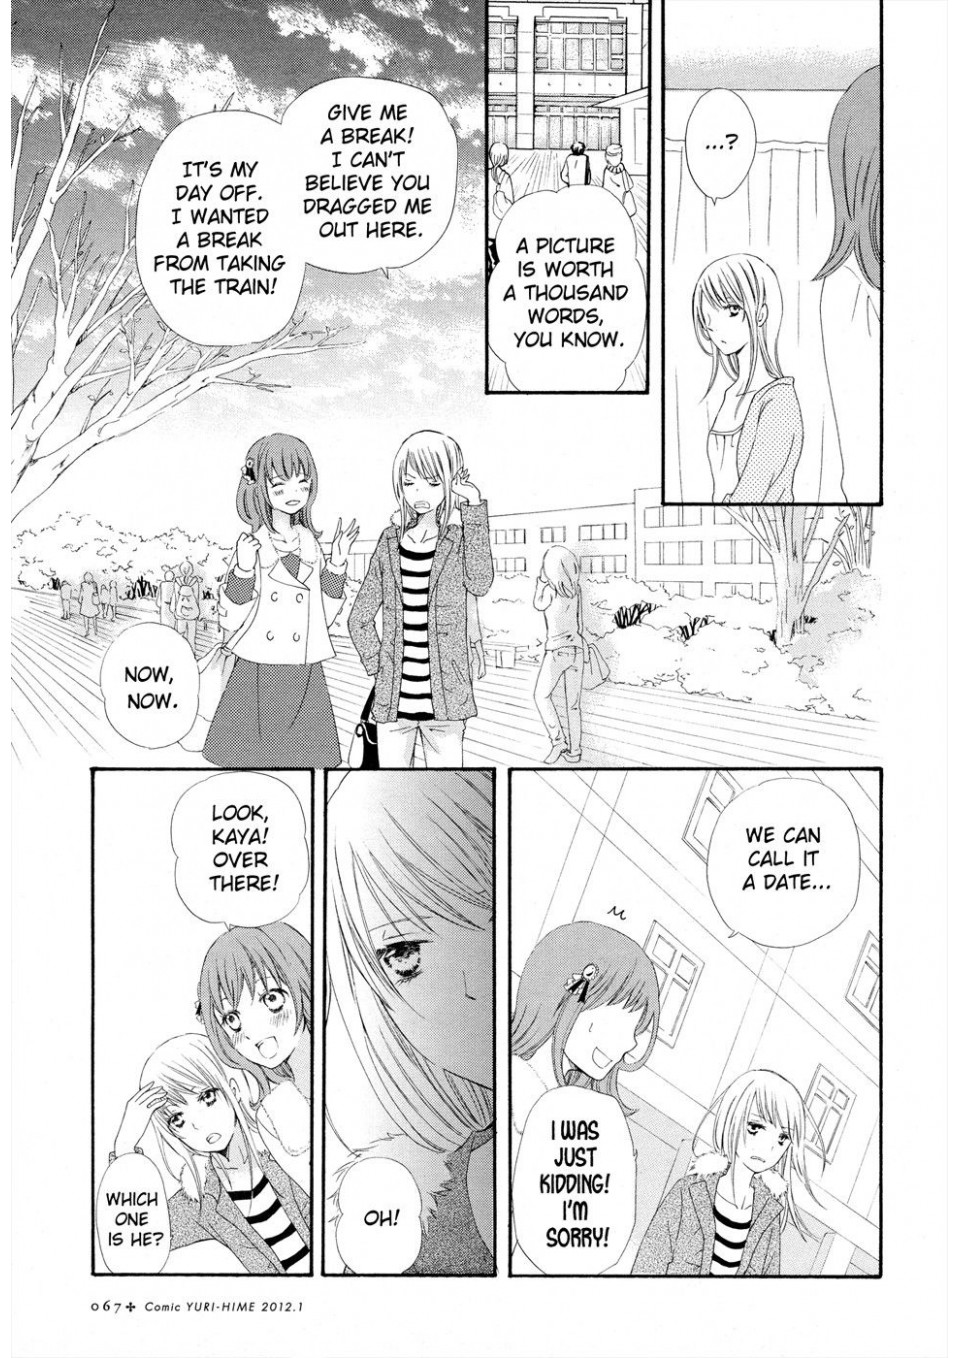 ...?
A PICTURE
IS WORTH
A THOUSAND
WORDS,
YOU KNOW.
GIVE ME
A BREAK!
I CAN'T
BELIEVE YOU
DRAGGED ME
OUT HERE.
IT'S MY
DAY OFF.
I WANTED
A BREAK
FROM TAKING
THE TRAIN!
NOW,
NOW.
WE CAN
CALL IT
A DATE...
I WAS
JUST
KIDDING!
I'M
SORRY!
OH!
LOOK,
KAYA!
OVER
THERE!
WHICH
ONE
IS HE?
067✣ Comic YURI-HIME 2012.1